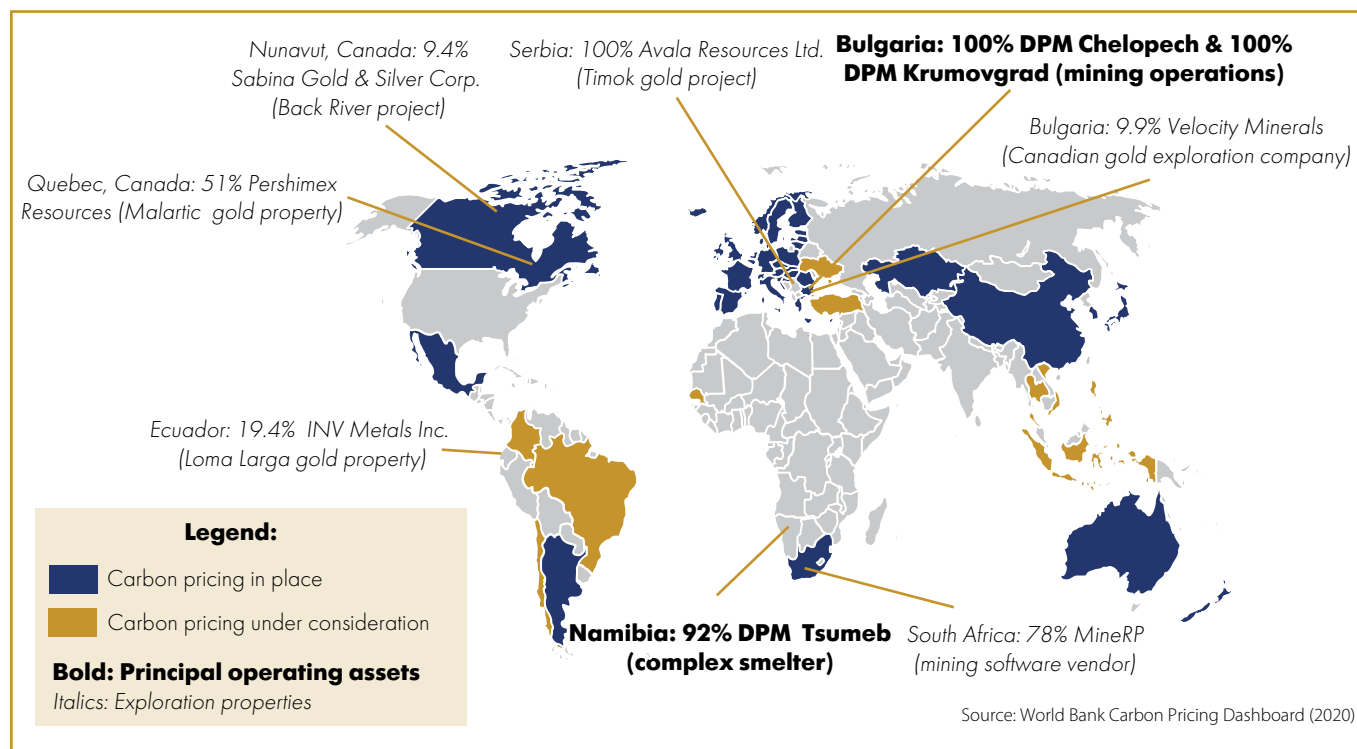 Nunavut, Canada: 9.4%
Sabina Gold & Silver Corp.
(Back River project)
Serbia: 100% Avala Resources Ltd.
(Timok gold project)
Bulgaria: 100% DPM Chelopech & 100%
DPM Krumovgrad (mining operations)
Bulgaria: 9.9% Velocity Minerals
(Canadian gold exploration company)
Quebec, Canada: 51% Pershimex
Resources (Malartic gold property)
Ecuador: 19.4% INV Metals Inc.
(Loma Larga gold property)
Legend:
Carbon pricing in place
Carbon pricing under consideration
Bold: Principal operating assets
Italics: Exploration properties
Namibia: 92% DPM Tsumeb
(complex smelter)
South Africa: 78% MineRP
(mining software vendor)
Source: World Bank Carbon Pricing Dashboard (2020)